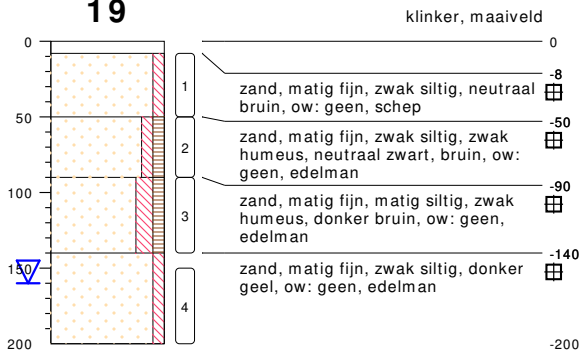 19
klinker, maaiveld
0
0
-8
1
zand, matig fijn, zwak siltig, neutraal
bruin, ow: geen, schep
50
-50
2
zand, matig fijn, zwak siltig, zwak
humeus, neutraal zwart, bruin, ow:
geen, edelman
-90
100
3
zand, matig fijn, matig siltig, zwak
humeus, donker bruin, ow: geen,
edelman
-140
150
zand, matig fijn, zwak siltig, donker
geel, ow: geen, edelman
4
200
-200